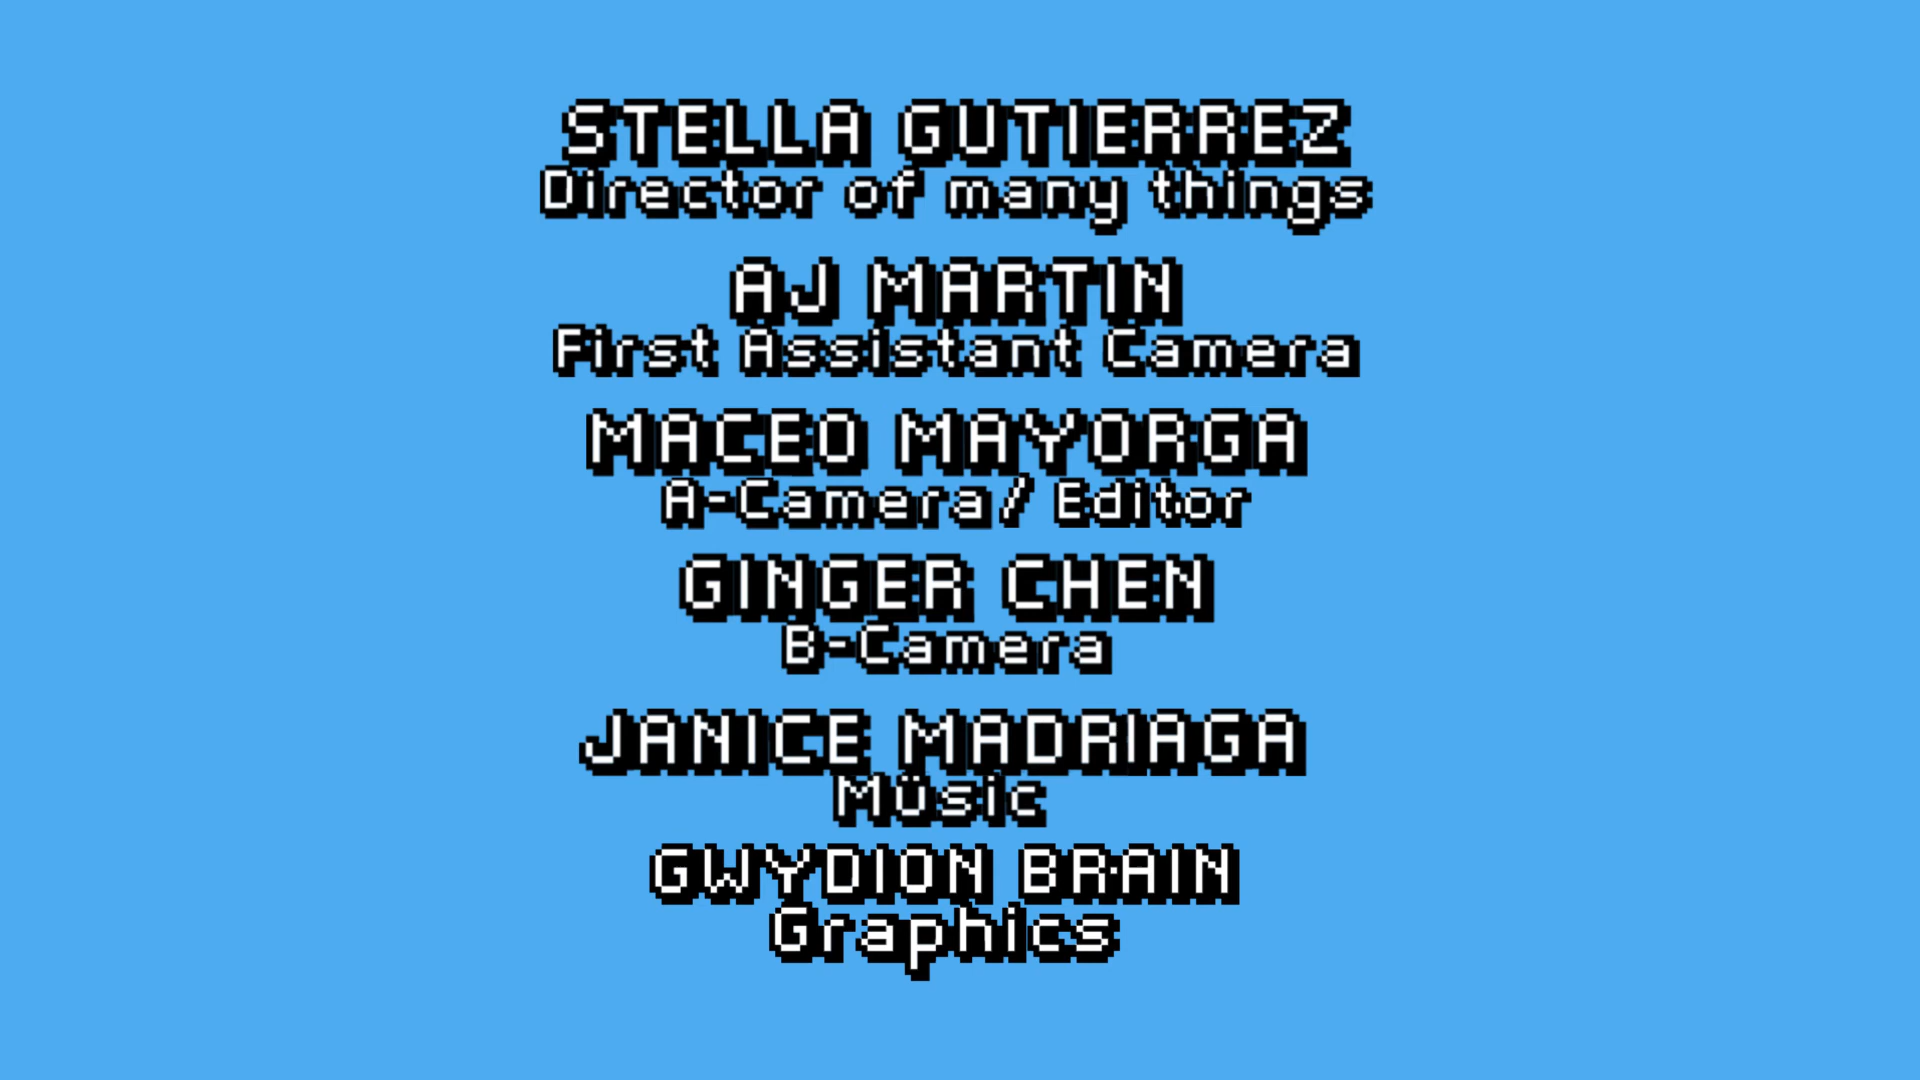 STELLA GUTIERREZ
Director of many things
AJ MARTIN
First Assistant Camera
MACEO MAYORGA
A-Camera/ Editor
GINGER CHEN
B-Camera
JANICE MADRIAGA
Müsic
GWYDION BRAIN
Graphics